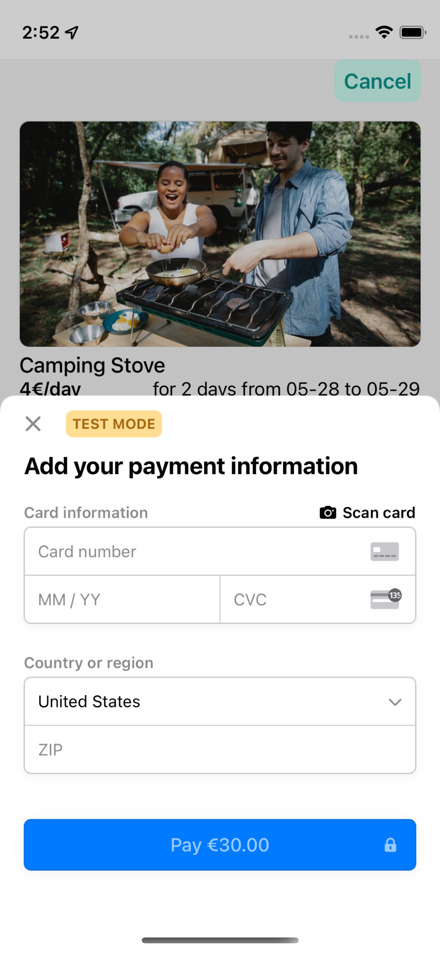 2:52
Cancel
Camping Stove
4€/day for 2 days from 05-28 to 05-29
TEST MODE
Add your payment information
Card information Scan card
Card number
MM / YY CVC 135
Country or region
United States
ZIP
Pay €30.00